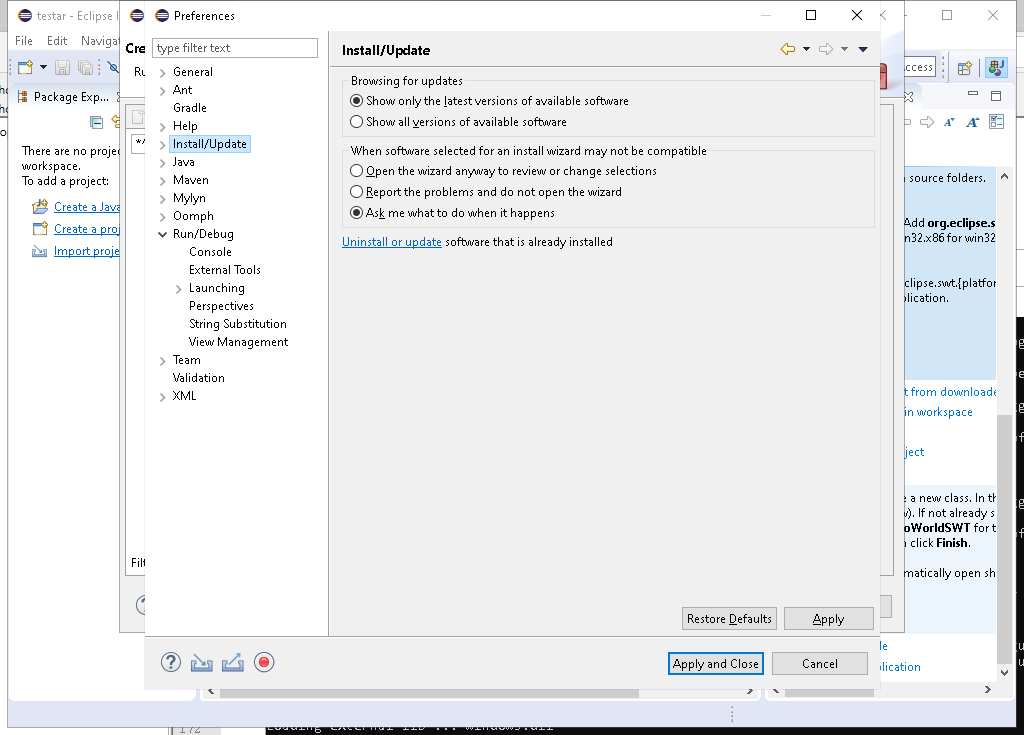 testar - Eclipse I
Preferences
File Edit Navigat
Cre
type filter text
Install/Update
Ru
ccess
General
Ant
Gradle
Help
Install/Update
Java
Maven
Mylyn
Oomph
Run/Debug
Console
External Tools
Launching
Perspectives
String Substitution
View Management
Team
Validation
XML
Browsing for updates
Show only the latest versions of available software
Show all versions of available software
When software selected for an install wizard may not be compatible
Open the wizard anyway to review or change selections
Report the problems and do not open the wizard
Ask me what to do when it happens
Uninstall or update software that is already installed
Restore Defaults
Apply
Apply and Close
Cancel
Package Exp...
*/
There are no projec
workspace.
To add a project:
Create a Java
Create a proj
Import proje
Filt
source folders.
Add org.eclipse.s
n32.x86 for win32
clipse.swt.{platfor
plication.
t from downloade
in workspace
ject
e a new class. In th
v). If not already s
oWorldSWT for t
click Finish.
matically open sh
le
plication
172
Loading external lib ... windows.dll